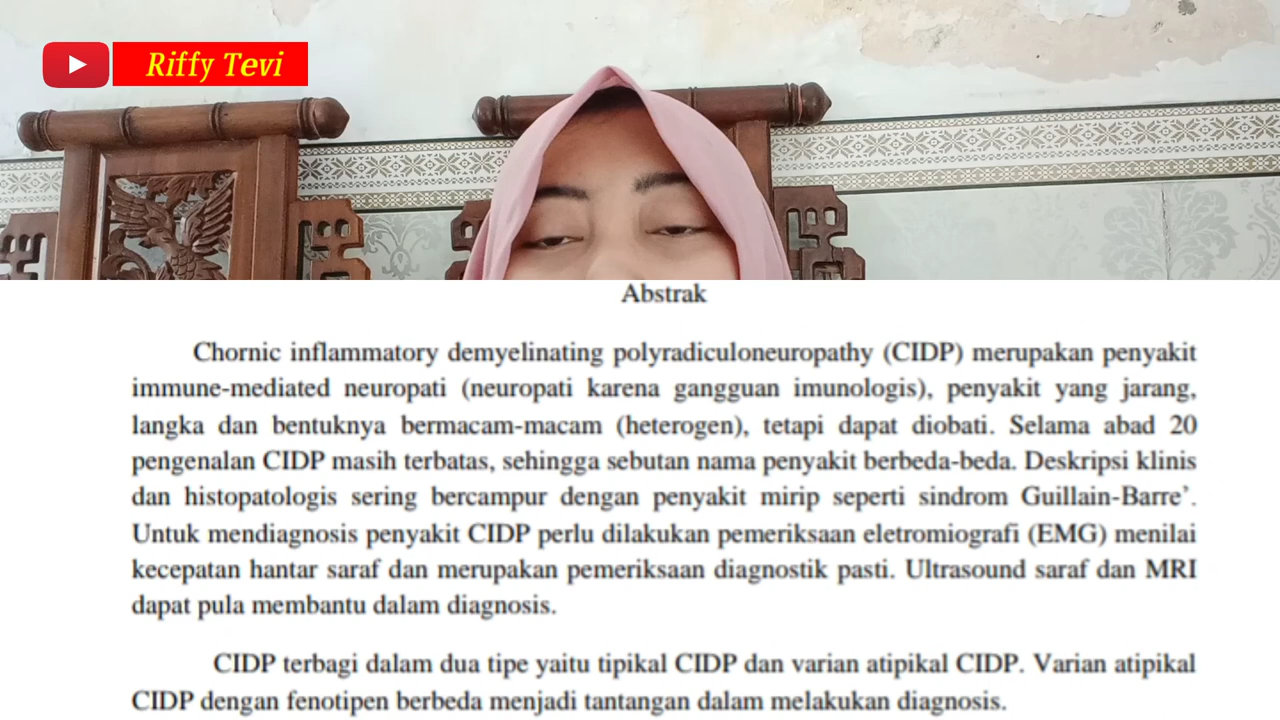 Riffy Tevi
Abstrak
Chornic inflammatory demyelinating polyradiculoneuropathy (CIDP) merupakan penyakit
immune-mediated neuropati (neuropati karena gangguan imunologis), penyakit yang jarang,
langka dan bentuknya bermacam-macam (heterogen), tetapi dapat diobati. Selama abad 20
pengenalan CIDP masih terbatas, sehingga sebutan nama penyakit berbeda-beda. Deskripsi klinis
dan histopatologis sering bercampur dengan penyakit mirip seperti sindrom Guillain-Barre’.
Untuk mendiagnosis penyakit CIDP perlu dilakukan pemeriksaan eletromiografi (EMG) menilai
kecepatan hantar saraf dan merupakan pemeriksaan diagnostik pasti. Ultrasound saraf dan MRI
dapat pula membantu dalam diagnosis.
CIDP terbagi dalam dua tipe yaitu tipikal CIDP dan varian atipikal CIDP. Varian atipikal
CIDP dengan fenotipen berbeda menjadi tantangan dalam melakukan diagnosis.